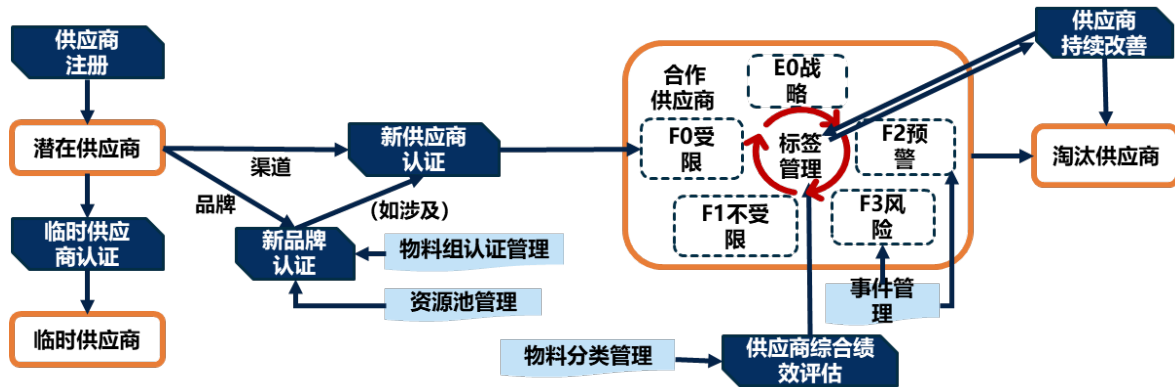 供应商
注册
潜在供应商
临时供应
商认证
临时供应商
渠道
品牌
新供应商
认证
（如涉及）
新品牌
认证
物料组认证管理
资源池管理
合作
供应商
E0战
略
F0受
限
标签
管理
F2预
警
F1不受
限
F3风
险
事件管
理
物料分类管理
供应商综合绩
效评估
供应商
持续改善
淘汰供应商